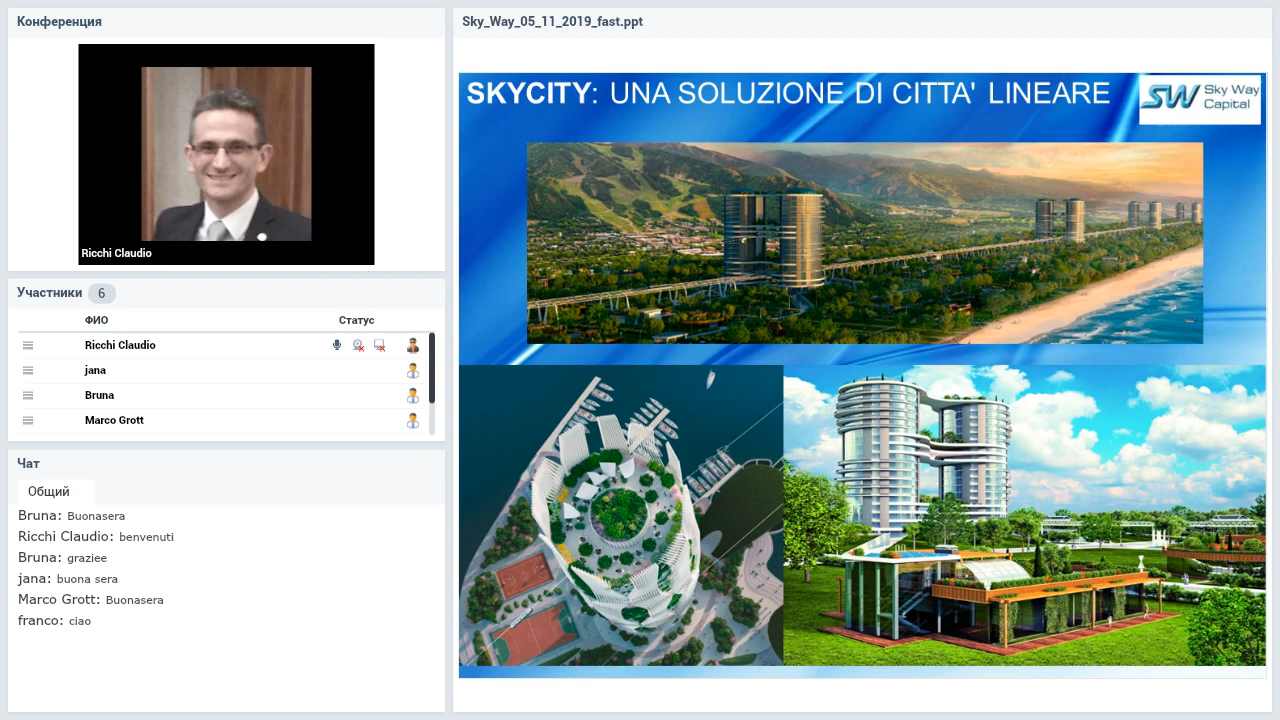 Конференция
Ricchi Claudio
Участники 6
ФИО Статус
Ricchi Claudio
jana
Bruna
Marco Grott
Чат
Общий
Bruna: Buonasera
Ricchi Claudio: benvenuti
Bruna: graziee
jana: buona sera
Marco Grott: Buonasera
franco: ciao
Sky_Way_05_11_2019_fast.ppt
SKYCITY: UNA SOLUZIONE DI CITTA' LINEARE
SW Sky Way
Capital